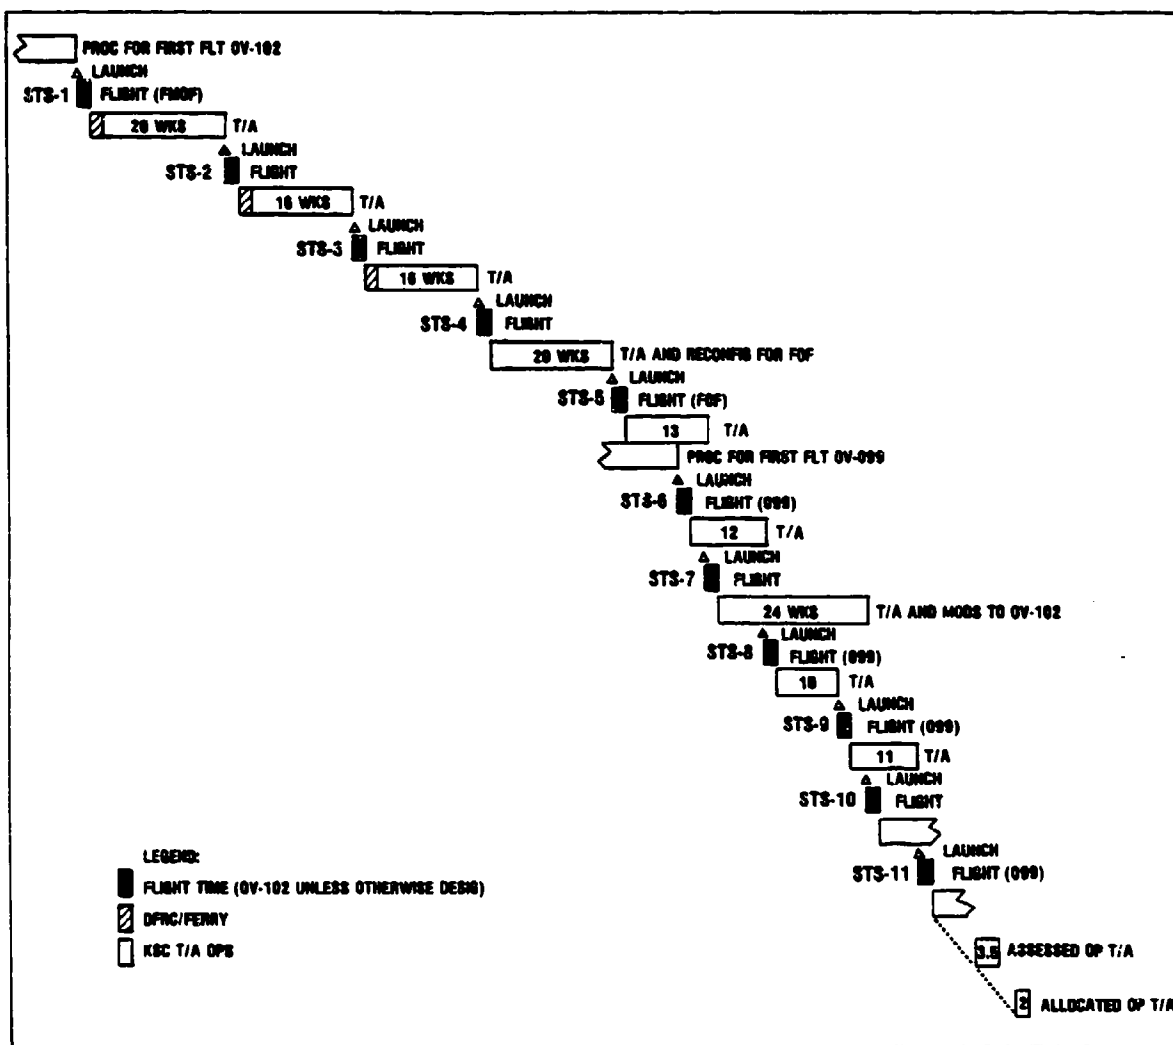 PROC FOR FIRST FLT OV-102
LAUNCH
STS-1 FLIGHT (FMOF)
20 WKS T/A
LAUNCH
STS-2 FLIGHT
16 WKS T/A
LAUNCH
STS-3 FLIGHT
16 WKS T/A
LAUNCH
STS-4 FLIGHT
20 WKS T/A AND RECONFIG FOR FOF
LAUNCH
STS-5 FLIGHT (FOF)
13 T/A
PROC FOR FIRST FLT OV-099
LAUNCH
STS-6 FLIGHT (099)
12 T/A
LAUNCH
STS-7 FLIGHT
24 WKS T/A AND MODS TO OV-102
LAUNCH
STS-8 FLIGHT (099)
10 T/A
LAUNCH
STS-9 FLIGHT (099)
11 T/A
LAUNCH
STS-10 FLIGHT
LAUNCH
STS-11 FLIGHT (099)
LEGEND:
FLIGHT TIME (OV-102 UNLESS OTHERWISE DESIG)
DFRC/FERRY
KSC T/A OPS
3.5 ASSESSED OP T/A
2 ALLOCATED OP T/A